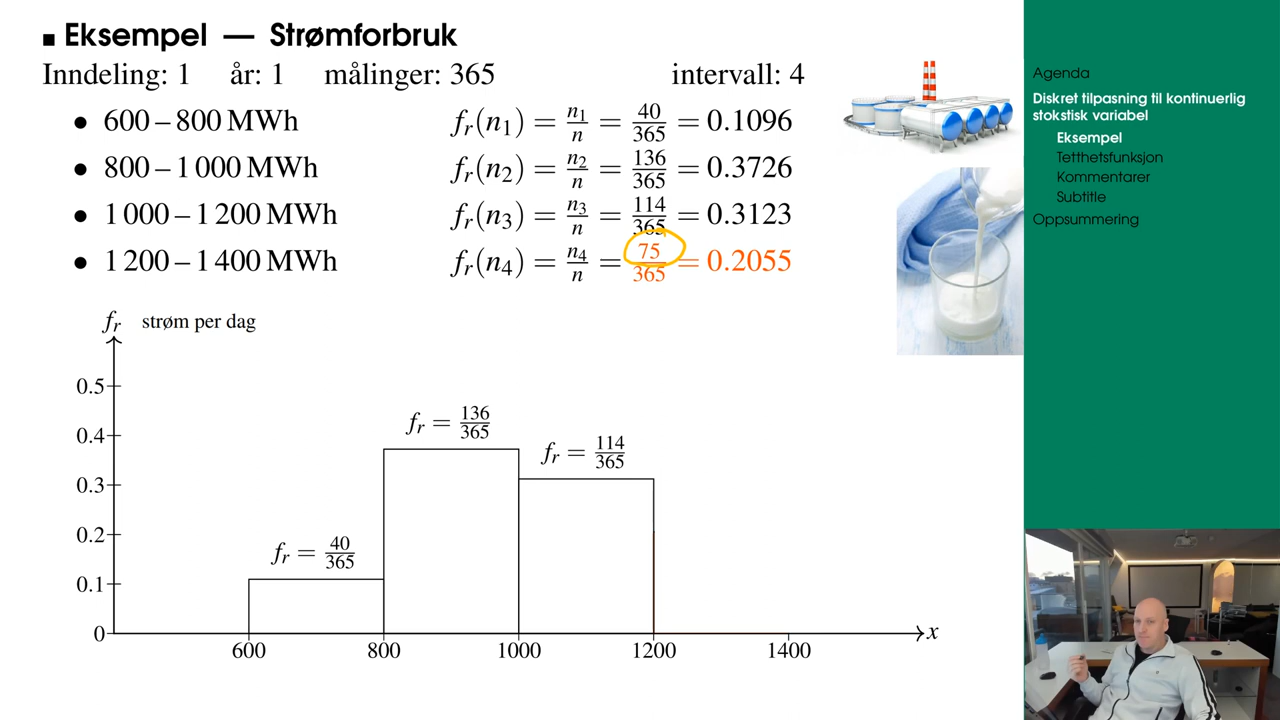 ▪ Eksempel — Strømforbruk
Inndeling: 1 år: 1 målinger: 365 intervall: 4
• 600 – 800 MWh f_r(n_1) = n_1/n = 40/365 = 0.1096
• 800 – 1 000 MWh f_r(n_2) = n_2/n = 136/365 = 0.3726
• 1 000 – 1 200 MWh f_r(n_3) = n_3/n = 114/365 = 0.3123
• 1 200 – 1 400 MWh f_r(n_4) = n_4/n = 75/365 = 0.2055
f_r strøm per dag
0.5
0.4
0.3
0.2
0.1
0
f_r = 40/365
f_r = 136/365
f_r = 114/365
600 800 1000 1200 1400
x
Agenda
Diskret tilpasning til kontinuerlig
stokstisk variabel
Eksempel
Tetthetsfunksjon
Kommentarer
Subtitle
Oppsummering